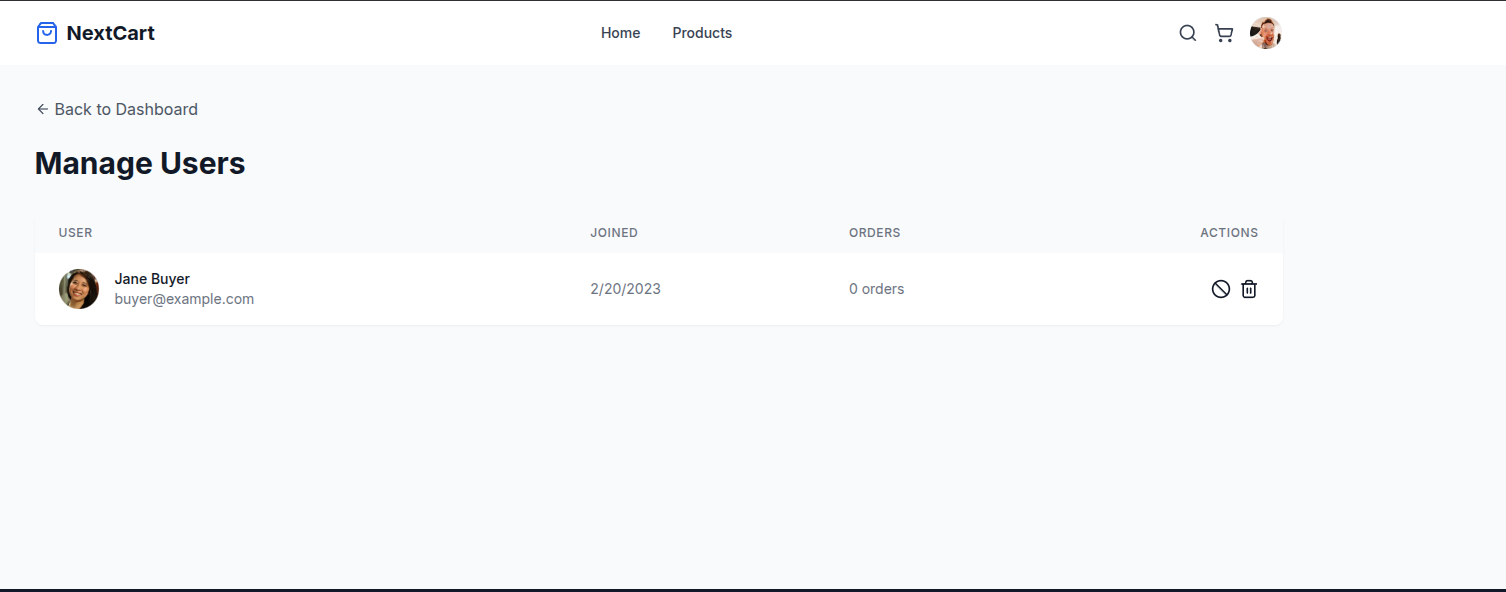 NextCart
Home Products
Back to Dashboard
Manage Users
USER JOINED ORDERS ACTIONS
Jane Buyer
buyer@example.com
2/20/2023
0 orders